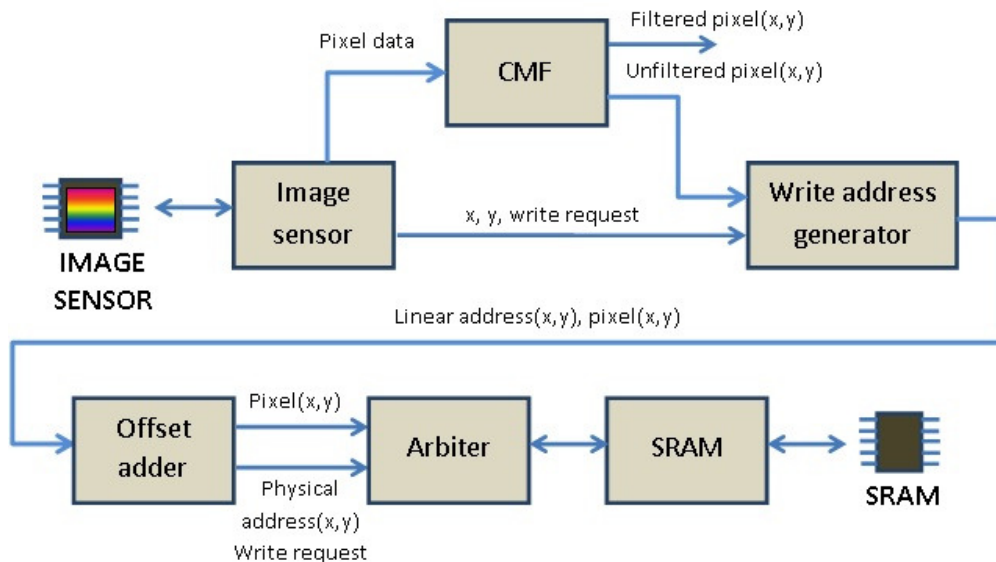 Filtered pixel(x,y)
Pixel data
CMF
Unfiltered pixel(x,y)
Image
sensor
x, y, write request
Write address
generator
IMAGE
SENSOR
Linear address(x,y), pixel(x,y)
Offset
adder
Pixel(x,y)
Physical
address(x,y)
Write request
Arbiter
SRAM
SRAM